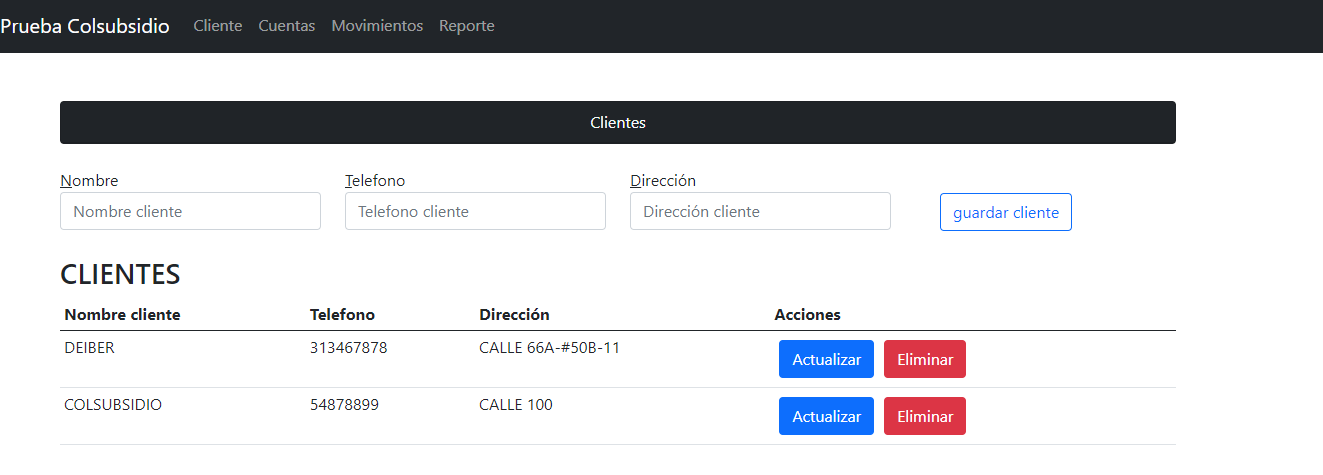 Prueba Colsubsidio Cliente Cuentas Movimientos Reporte
Clientes
Nombre Telefono Dirección
Nombre cliente Telefono cliente Dirección cliente guardar cliente
CLIENTES
Nombre cliente Telefono Dirección Acciones
DEIBER 313467878 CALLE 66A-#50B-11 Actualizar Eliminar
COLSUBSIDIO 54878899 CALLE 100 Actualizar Eliminar